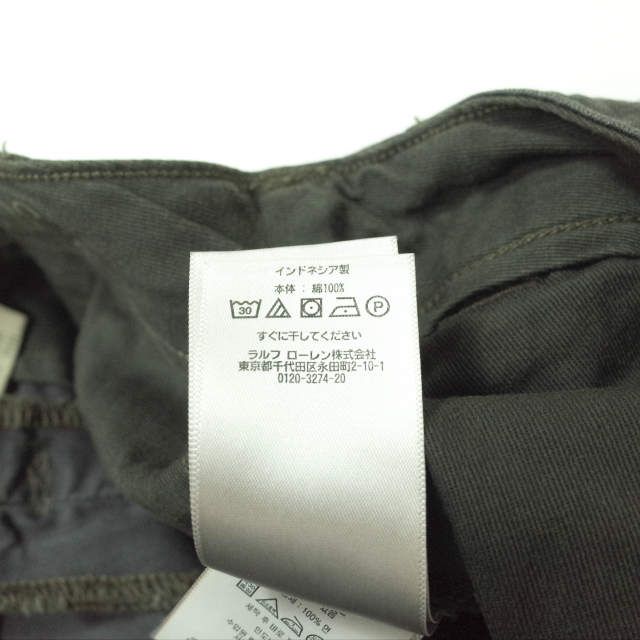 インドネシア製
本体：綿100%
30 P
すぐに干してください
ラルフ ローレン株式会社
東京都千代田区永田町2-10-1
0120-3274-20